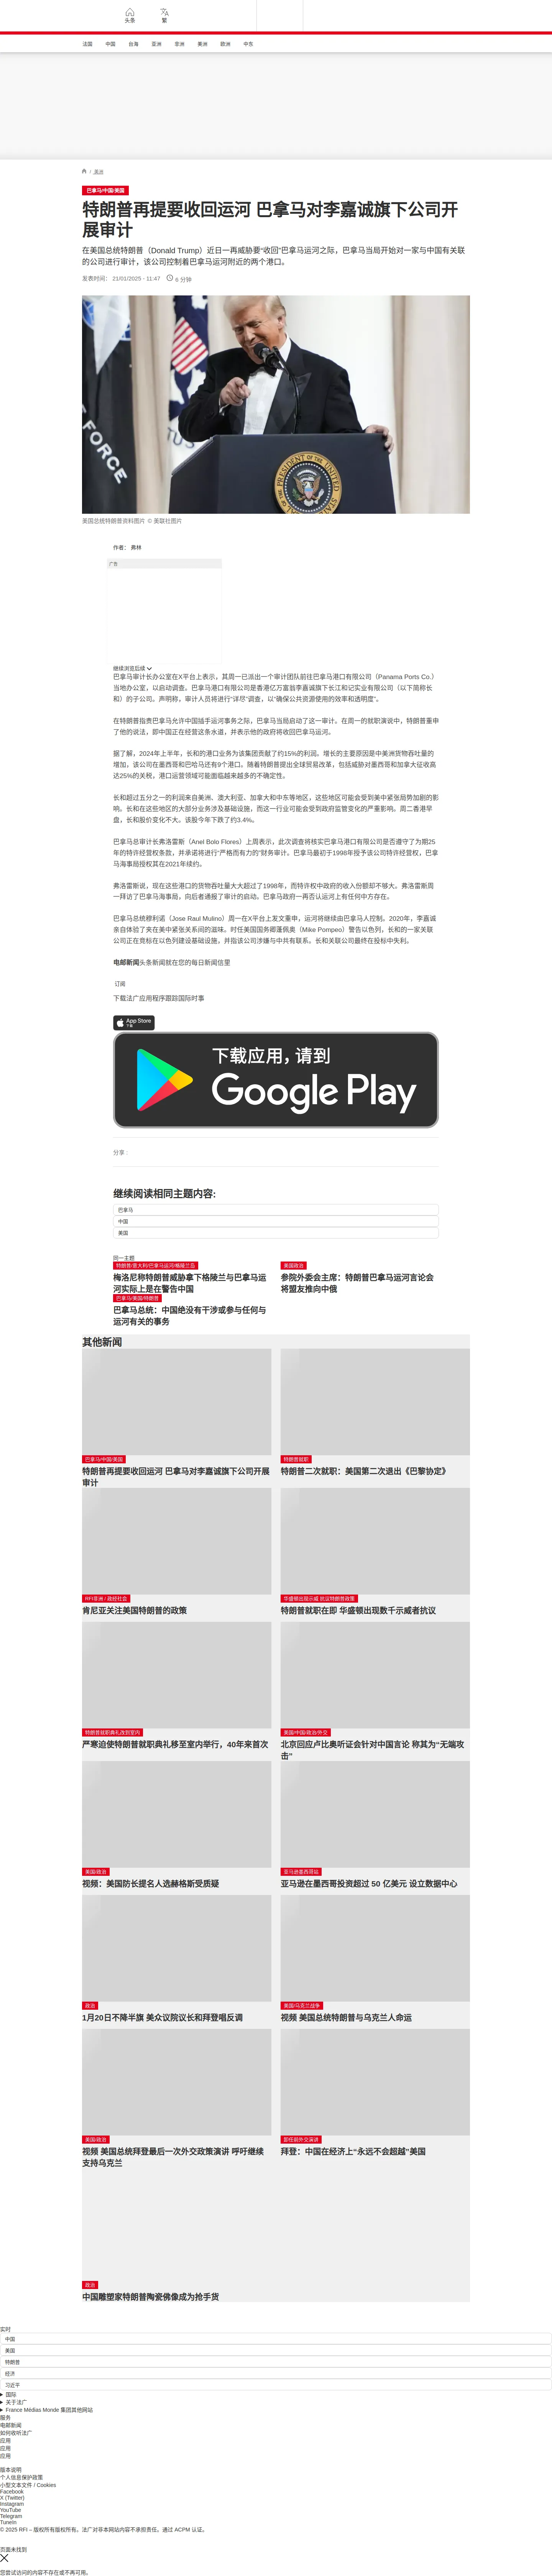 头条
繁
法国
中国
台海
亚洲
非洲
美洲
欧洲
中东
/ 美洲
巴拿马/中国/美国
特朗普再提要收回运河 巴拿马对李嘉诚旗下公司开
展审计
在美国总统特朗普（Donald Trump）近日一再威胁要“收回”巴拿马运河之际，巴拿马当局开始对一家与中国有关联
的公司进行审计，该公司控制着巴拿马运河附近的两个港口。
发表时间： 21/01/2025 - 11:47
6 分钟
FORCE
美国总统特朗普资料图片 © 美联社图片
作者： 弗林
广告
继续浏览后续
巴拿马审计长办公室在X平台上表示，其周一已派出一个审计团队前往巴拿马港口有限公司（Panama Ports Co.）
当地办公室，以启动调查。巴拿马港口有限公司是香港亿万富翁李嘉诚旗下长江和记实业有限公司（以下简称长
和）的子公司。声明称，审计人员将进行“详尽”调查，以“确保公共资源使用的效率和透明度”。
在特朗普指责巴拿马允许中国插手运河事务之际，巴拿马当局启动了这一审计。在周一的就职演说中，特朗普重申
了他的说法，即中国正在经营这条水道，并表示他的政府将收回巴拿马运河。
据了解，2024年上半年，长和的港口业务为该集团贡献了约15%的利润。增长的主要原因是中美洲货物吞吐量的
增加，该公司在墨西哥和巴哈马还有9个港口。随着特朗普提出全球贸易改革，包括威胁对墨西哥和加拿大征收高
达25%的关税，港口运营领域可能面临越来越多的不确定性。
长和超过五分之一的利润来自美洲、澳大利亚、加拿大和中东等地区，这些地区可能会受到美中紧张局势加剧的影
响。长和在这些地区的大部分业务涉及基础设施，而这一行业可能会受到政府监管变化的严重影响。周二香港早
盘，长和股价变化不大。该股今年下跌了约3.4%。
巴拿马总审计长弗洛雷斯（Anel Bolo Flores）上周表示，此次调查将核实巴拿马港口有限公司是否遵守了为期25
年的特许经营权条款，并承诺将进行“严格而有力的”财务审计。巴拿马最初于1998年授予该公司特许经营权，巴拿
马海事局授权其在2021年续约。
弗洛雷斯说，现在这些港口的货物吞吐量大大超过了1998年，而特许权中政府的收入份额却不够大。弗洛雷斯周
一拜访了巴拿马海事局，向后者通报了审计的启动。巴拿马政府一再否认运河上有任何中方存在。
巴拿马总统穆利诺（Jose Raul Mulino）周一在X平台上发文重申，运河将继续由巴拿马人控制。2020年，李嘉诚
亲自体验了夹在美中紧张关系间的滋味。时任美国国务卿蓬佩奥（Mike Pompeo）警告以色列，长和的一家关联
公司正在竞标在以色列建设基础设施，并指该公司涉嫌与中共有联系。长和关联公司最终在投标中失利。
电邮新闻头条新闻就在您的每日新闻信里
订阅
下载法广应用程序跟踪国际时事
App Store
下载
下载应用，请到
Google Play
分享 :
继续阅读相同主题内容:
巴拿马
中国
美国
同一主题
特朗普/意大利/巴拿马运河/格陵兰岛
梅洛尼称特朗普威胁拿下格陵兰与巴拿马运
河实际上是在警告中国
美国政治
参院外委会主席：特朗普巴拿马运河言论会
将盟友推向中俄
巴拿马/美国/特朗普
巴拿马总统：中国绝没有干涉或参与任何与
运河有关的事务
其他新闻
巴拿马/中国/美国
特朗普再提要收回运河 巴拿马对李嘉诚旗下公司开展
审计
特朗普就职
特朗普二次就职：美国第二次退出《巴黎协定》
RFI非洲 / 政经社会
肯尼亚关注美国特朗普的政策
华盛顿出现示威 抗议特朗普政策
特朗普就职在即 华盛顿出现数千示威者抗议
特朗普就职典礼改到室内
严寒迫使特朗普就职典礼移至室内举行，40年来首次
美国/中国/政治/外交
北京回应卢比奥听证会针对中国言论 称其为“无端攻
击”
美国/政治
视频：美国防长提名人选赫格斯受质疑
亚马逊墨西哥云
亚马逊在墨西哥投资超过 50 亿美元 设立数据中心
政治
1月20日不降半旗 美众议院议长和拜登唱反调
美国/乌克兰战争
视频 美国总统特朗普与乌克兰人命运
美国/政治
视频 美国总统拜登最后一次外交政策演讲 呼吁继续
支持乌克兰
卸任前外交演讲
拜登：中国在经济上“永远不会超越”美国
政治
中国雕塑家特朗普陶瓷佛像成为抢手货
实时
中国
美国
特朗普
经济
习近平
国际
关于法广
France Médias Monde 集团其他网站
服务
电邮新闻
如何收听法广
应用
应用
应用
版本说明
个人信息保护政策
小型文本文件 / Cookies
Facebook
X (Twitter)
Instagram
YouTube
Telegram
TuneIn
© 2025 RFI – 版权所有版权所有。法广对非本网站内容不承担责任。通过 ACPM 认证。
页面未找到
您尝试访问的内容不存在或不再可用。